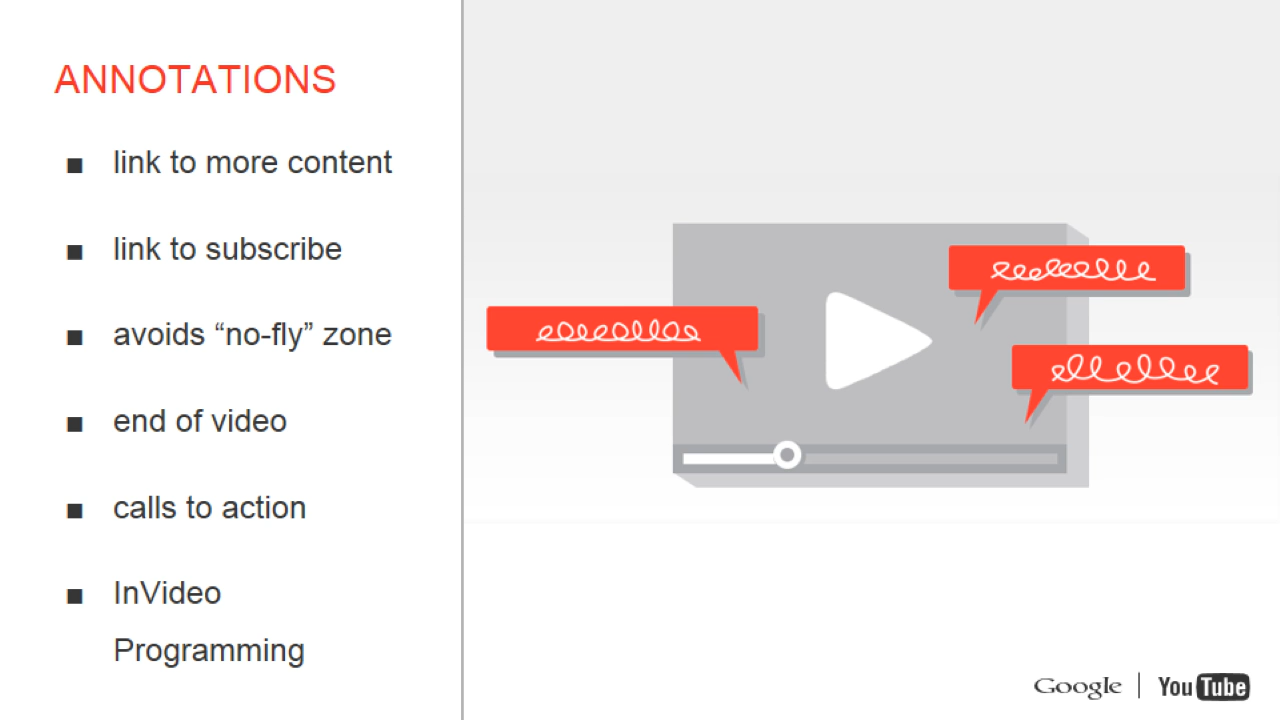 ANNOTATIONS
■ link to more content
■ link to subscribe
■ avoids “no-fly” zone
■ end of video
■ calls to action
■ InVideo
Programming
Google | YouTube